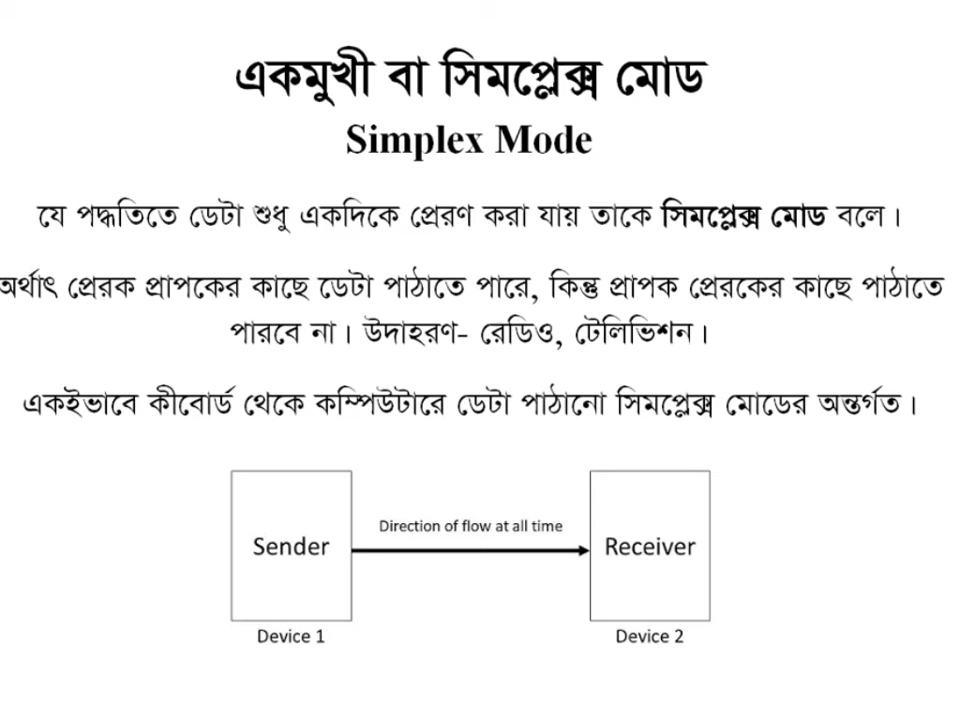 একমুখী বা সিমপ্লেক্স মোড
Simplex Mode
যে পদ্ধতিতে ডেটা শুধু একদিকে প্রেরণ করা যায় তাকে সিমপ্লেক্স মোড বলে।
অর্থাৎ প্রেরক প্রাপকের কাছে ডেটা পাঠাতে পারে, কিন্তু প্রাপক প্রেরকের কাছে পাঠাতে
পারবে না। উদাহরণ- রেডিও, টেলিভিশন।
একইভাবে কীবোর্ড থেকে কম্পিউটারে ডেটা পাঠানো সিমপ্লেক্স মোডের অন্তর্গত।
Direction of flow at all time
Sender
Receiver
Device 1
Device 2